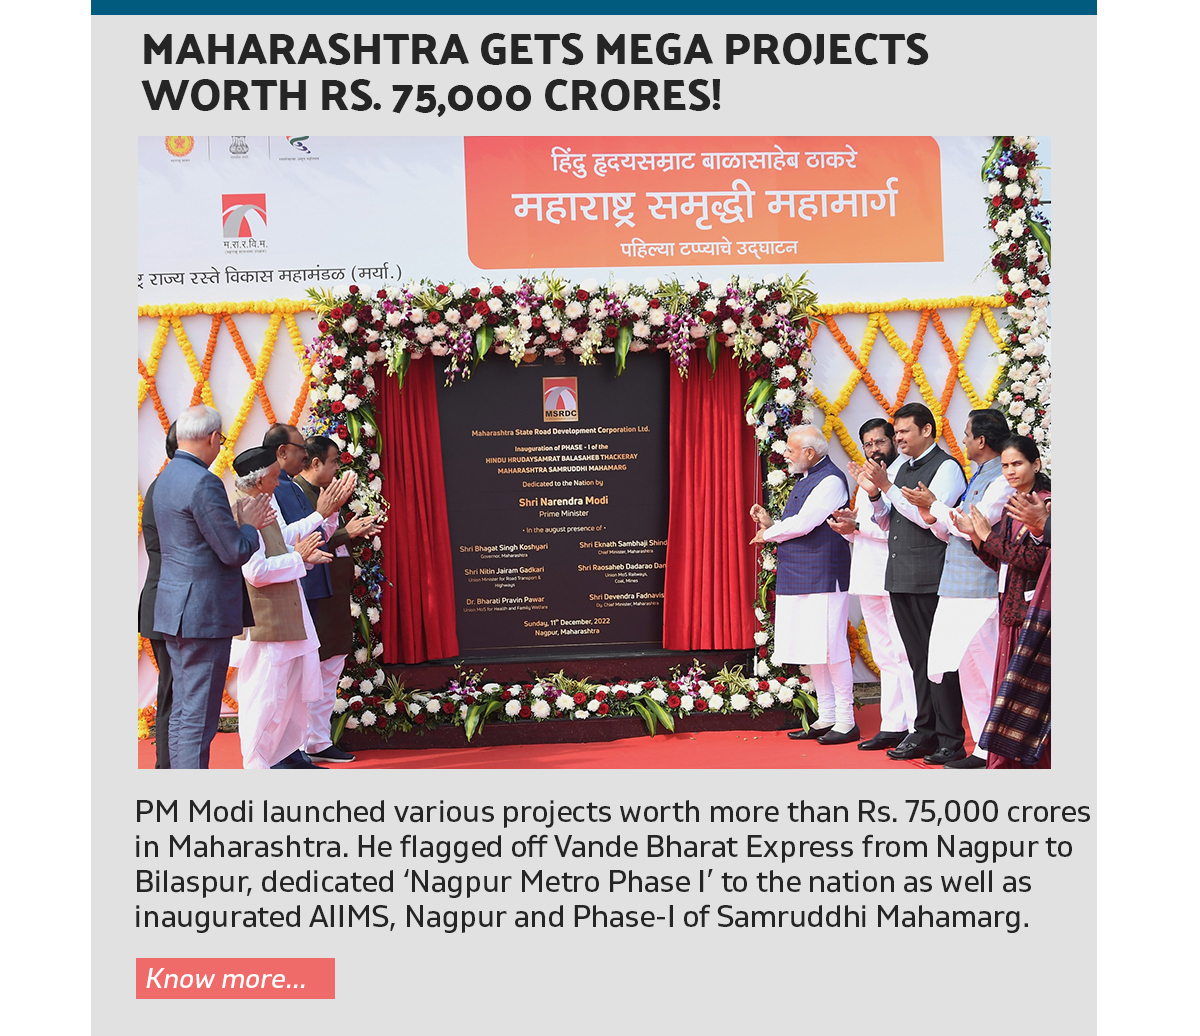 MAHARASHTRA GETS MEGA PROJECTS
WORTH RS. 75,000 CRORES!
हिंदु हृदयसम्राट बाळासाहेब ठाकरे
महाराष्ट्र समृद्धी महामार्ग
पहिल्या टप्प्याचे उद्‌घाटन
म.रा.र.वि.म.
राज्य रस्ते विकास महामंडळ (मर्या.)
MSRDC
Maharashtra State Road Development Corporation Ltd.
Inauguration of PHASE - I of the
HINDU HRUDAYSAMRAT BALASAHEB THACKERAY
MAHARASHTRA SAMRUDDHI MAHAMARG
Dedicated to the Nation by
Shri Narendra Modi
Prime Minister
• In the august presence of •
Shri Bhagat Singh Koshyari
Governor, Maharashtra
Shri Eknath Sambhaji Shind
Chief Minister, Maharashtra
Shri Nitin Jairam Gadkari
Union Minister for Road Transport &
Highways
Shri Raosaheb Dadarao Dan
Union MoS Railways,
Coal, Mines
Dr. Bharati Pravin Pawar
Union MoS for Health and Family Welfare
Shri Devendra Fadnavis
Dy. Chief Minister, Maharashtra
Sunday, 11th December, 2022
Nagpur, Maharashtra
PM Modi launched various projects worth more than Rs. 75,000 crores
in Maharashtra. He flagged off Vande Bharat Express from Nagpur to
Bilaspur, dedicated ‘Nagpur Metro Phase I’ to the nation as well as
inaugurated AIIMS, Nagpur and Phase-I of Samruddhi Mahamarg.
Know more...